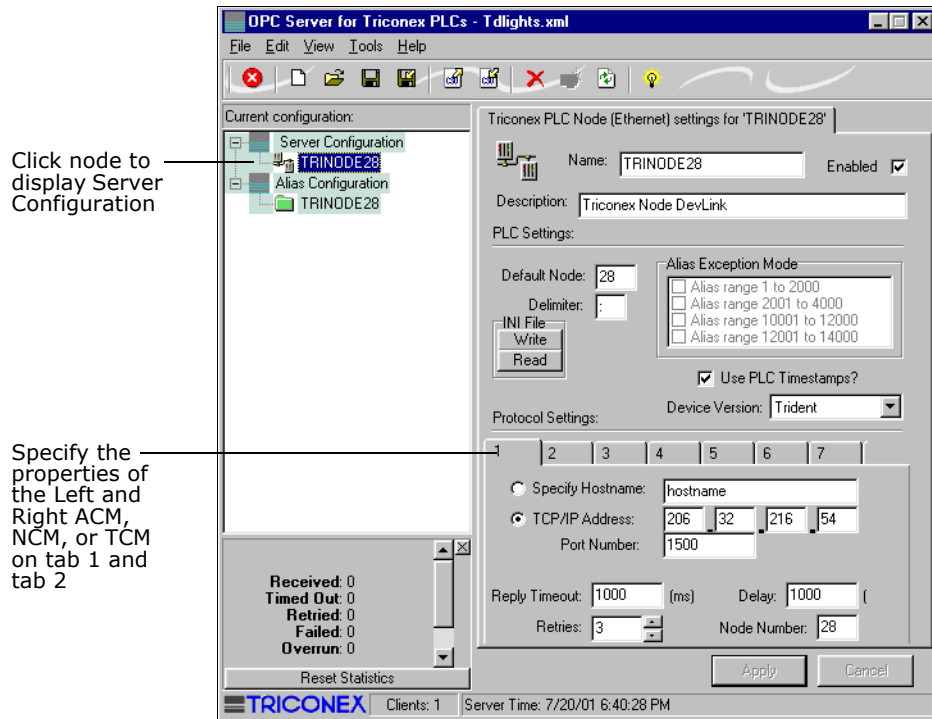 OPC Server for Triconex PLCs - Tdlights.xml
File Edit View Tools Help
Current configuration:
Server Configuration
TRINODE28
Alias Configuration
TRINODE28
Click node to
display Server
Configuration
Triconex PLC Node (Ethernet) settings for 'TRINODE28'
Name: TRINODE28
Enabled
Description: Triconex Node DevLink
PLC Settings:
Default Node: 28
Delimiter: :
INI File
Write
Read
Alias Exception Mode
Alias range 1 to 2000
Alias range 2001 to 4000
Alias range 10001 to 12000
Alias range 12001 to 14000
Use PLC Timestamps?
Device Version: Trident
Protocol Settings:
Specify the
properties of
the Left and
Right ACM,
NCM, or TCM
on tab 1 and
tab 2
1 2 3 4 5 6 7
Specify Hostname: hostname
TCP/IP Address: 206 . 32 . 216 . 54
Port Number: 1500
Reply Timeout: 1000 (ms) Delay: 1000 (
Retries: 3 Node Number: 28
Received: 0
Timed Out: 0
Retried: 0
Failed: 0
Overrun: 0
Reset Statistics
Apply Cancel
TRICONEX Clients: 1 Server Time: 7/20/01 6:40:28 PM